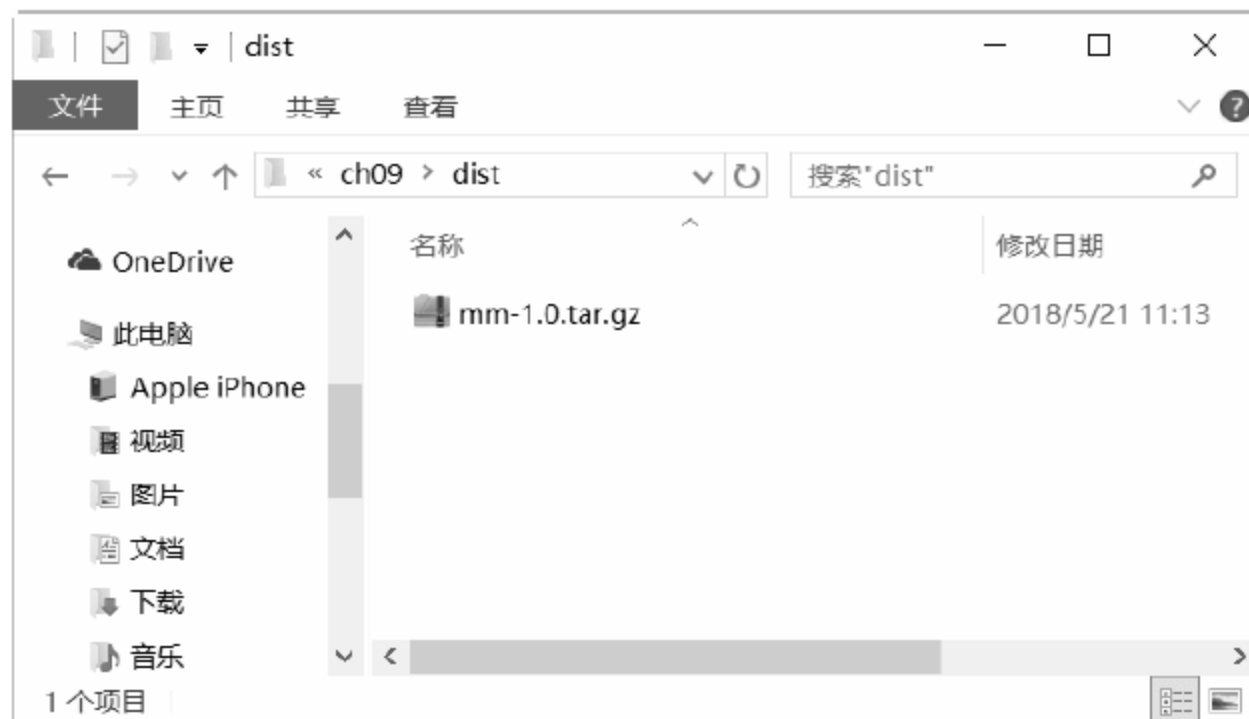 dist
文件 主页 共享 查看
« ch09 > dist 搜索"dist"
名称 修改日期
OneDrive
mm-1.0.tar.gz 2018/5/21 11:13
此电脑
Apple iPhone
视频
图片
文档
下载
音乐
1 个项目